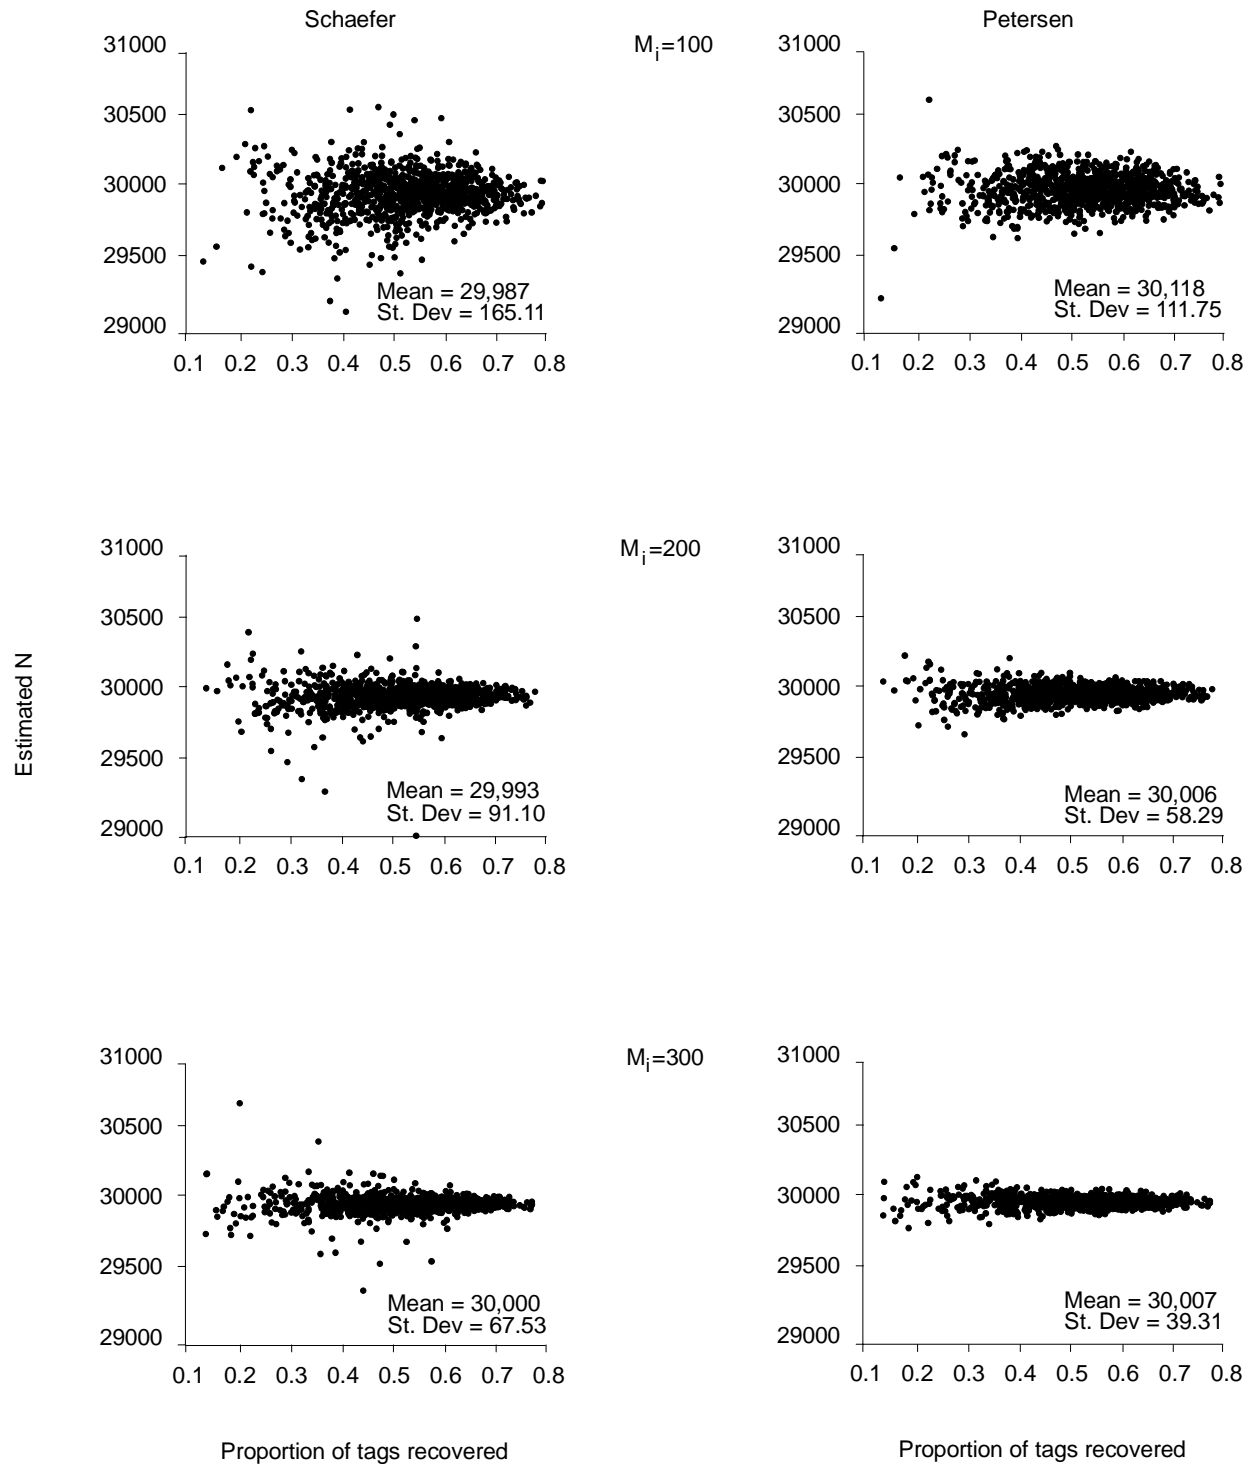 Schaefer
Petersen
M_i=100
31000
30500
30000
29500
29000
Mean = 29,987
St. Dev = 165.11
0.1 0.2 0.3 0.4 0.5 0.6 0.7 0.8
31000
30500
30000
29500
29000
Mean = 30,118
St. Dev = 111.75
0.1 0.2 0.3 0.4 0.5 0.6 0.7 0.8
Estimated N
M_i=200
31000
30500
30000
29500
29000
Mean = 29,993
St. Dev = 91.10
0.1 0.2 0.3 0.4 0.5 0.6 0.7 0.8
31000
30500
30000
29500
29000
Mean = 30,006
St. Dev = 58.29
0.1 0.2 0.3 0.4 0.5 0.6 0.7 0.8
M_i=300
31000
30500
30000
29500
29000
Mean = 30,000
St. Dev = 67.53
0.1 0.2 0.3 0.4 0.5 0.6 0.7 0.8
Proportion of tags recovered
31000
30500
30000
29500
29000
Mean = 30,007
St. Dev = 39.31
0.1 0.2 0.3 0.4 0.5 0.6 0.7 0.8
Proportion of tags recovered